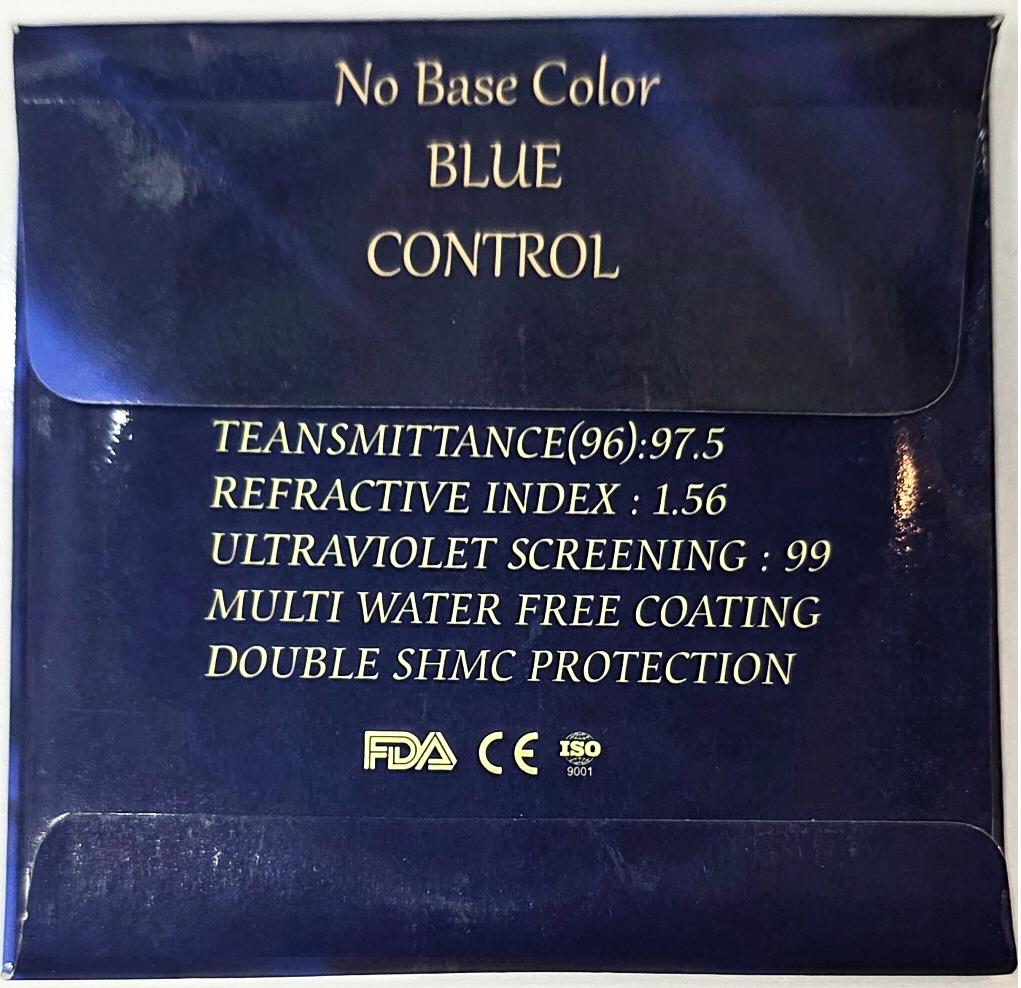 No Base Color
BLUE
CONTROL
TEANSMITTANCE(96):97.5
REFRACTIVE INDEX : 1.56
ULTRAVIOLET SCREENING : 99
MULTI WATER FREE COATING
DOUBLE SHMC PROTECTION
FDA CE ISO
9001